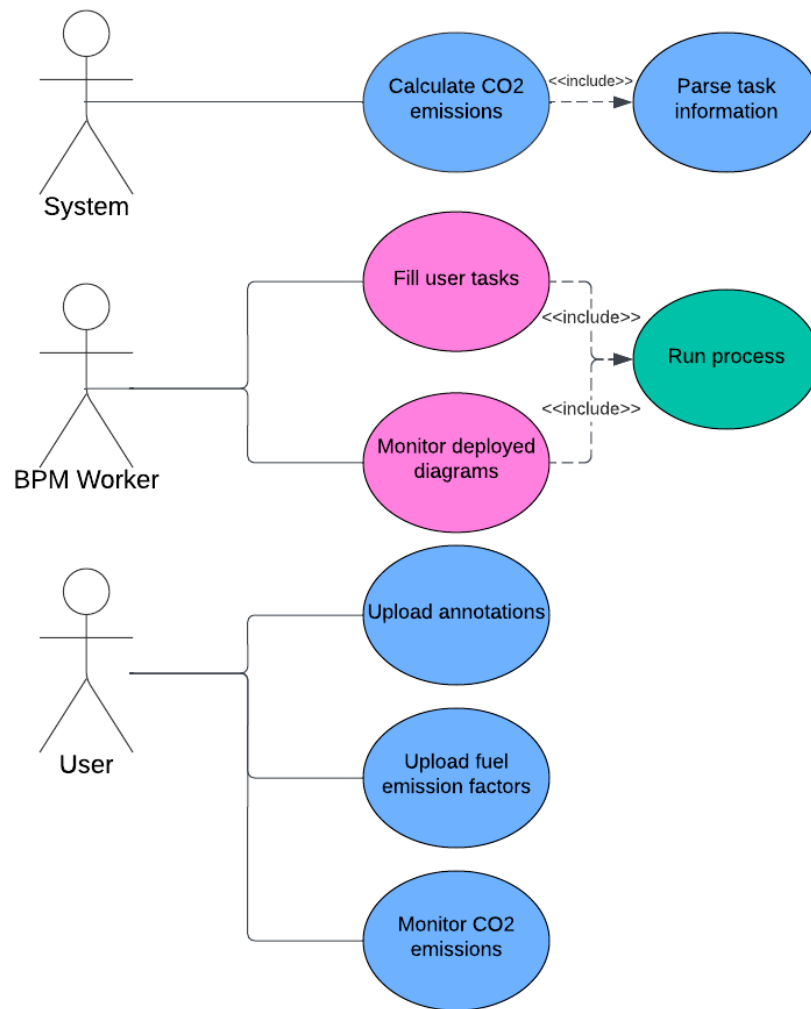 Calculate CO2
emissions
<<include>>
Parse task
information
System
Fill user tasks
<<include>>
Run process
BPM Worker
Monitor deployed
diagrams
<<include>>
Upload annotations
User
Upload fuel
emission factors
Monitor CO2
emissions